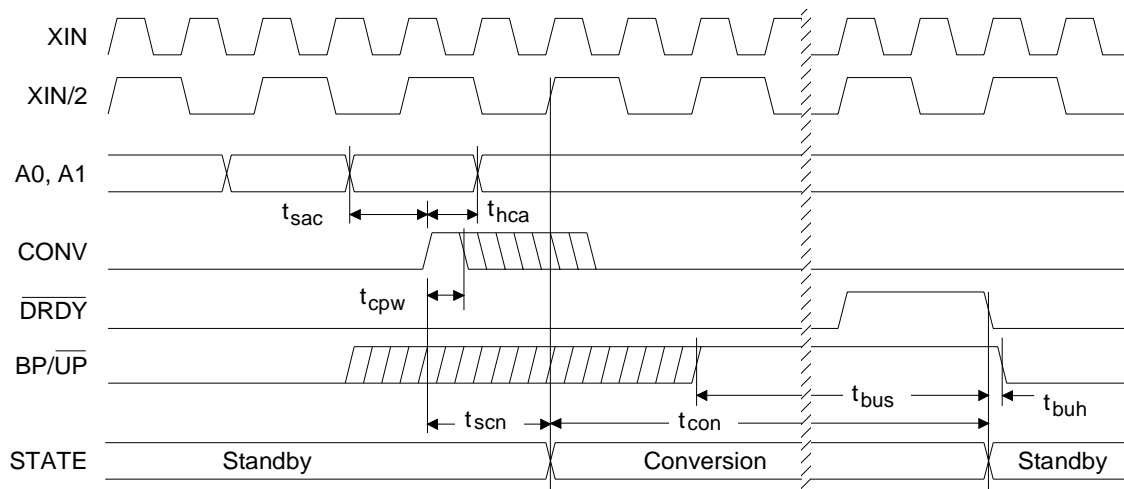 XIN
XIN/2
A0, A1
tsac
thca
CONV
tcpw
DRDY
BP/UP
tbus
tbuh
tscn
tcon
STATE
Standby
Conversion
Standby